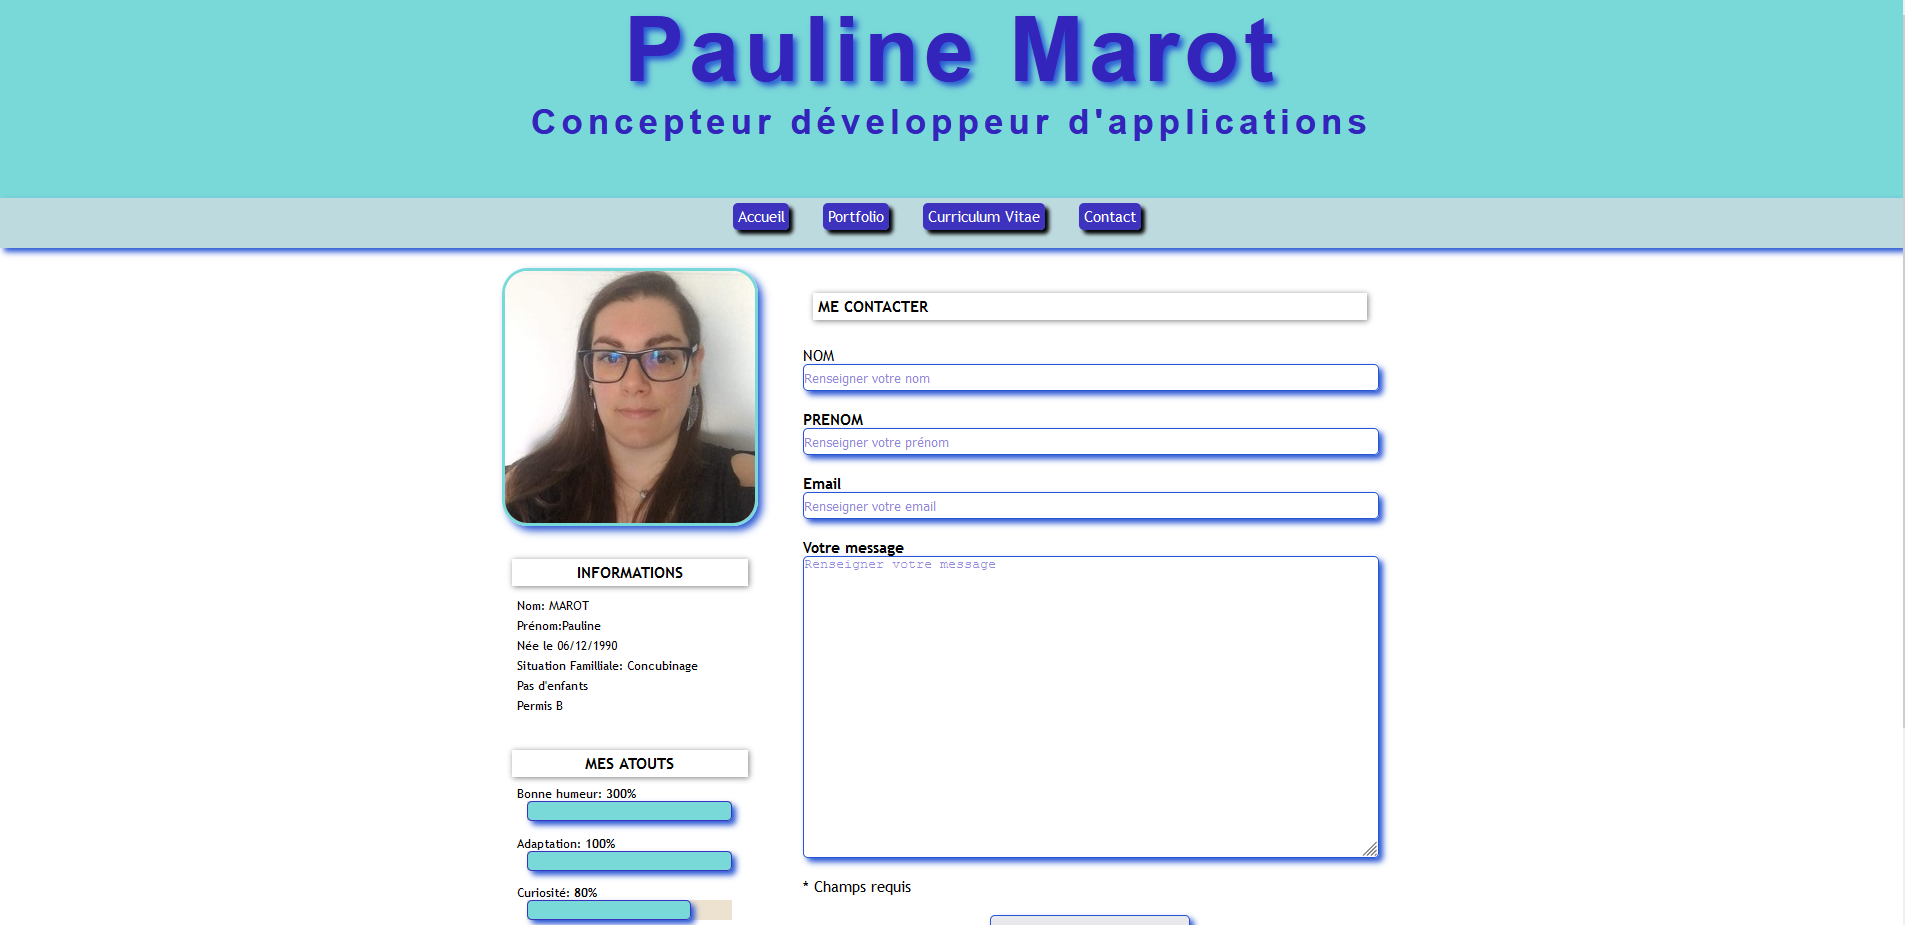 Pauline Marot
Concepteur développeur d'applications
Accueil
Portfolio
Curriculum Vitae
Contact
INFORMATIONS
Nom: MAROT
Prénom:Pauline
Née le 06/12/1990
Situation Familliale: Concubinage
Pas d'enfants
Permis B
MES ATOUTS
Bonne humeur: 300%
Adaptation: 100%
Curiosité: 80%
ME CONTACTER
NOM
Renseigner votre nom
PRENOM
Renseigner votre prénom
Email
Renseigner votre email
Votre message
Renseigner votre message
* Champs requis